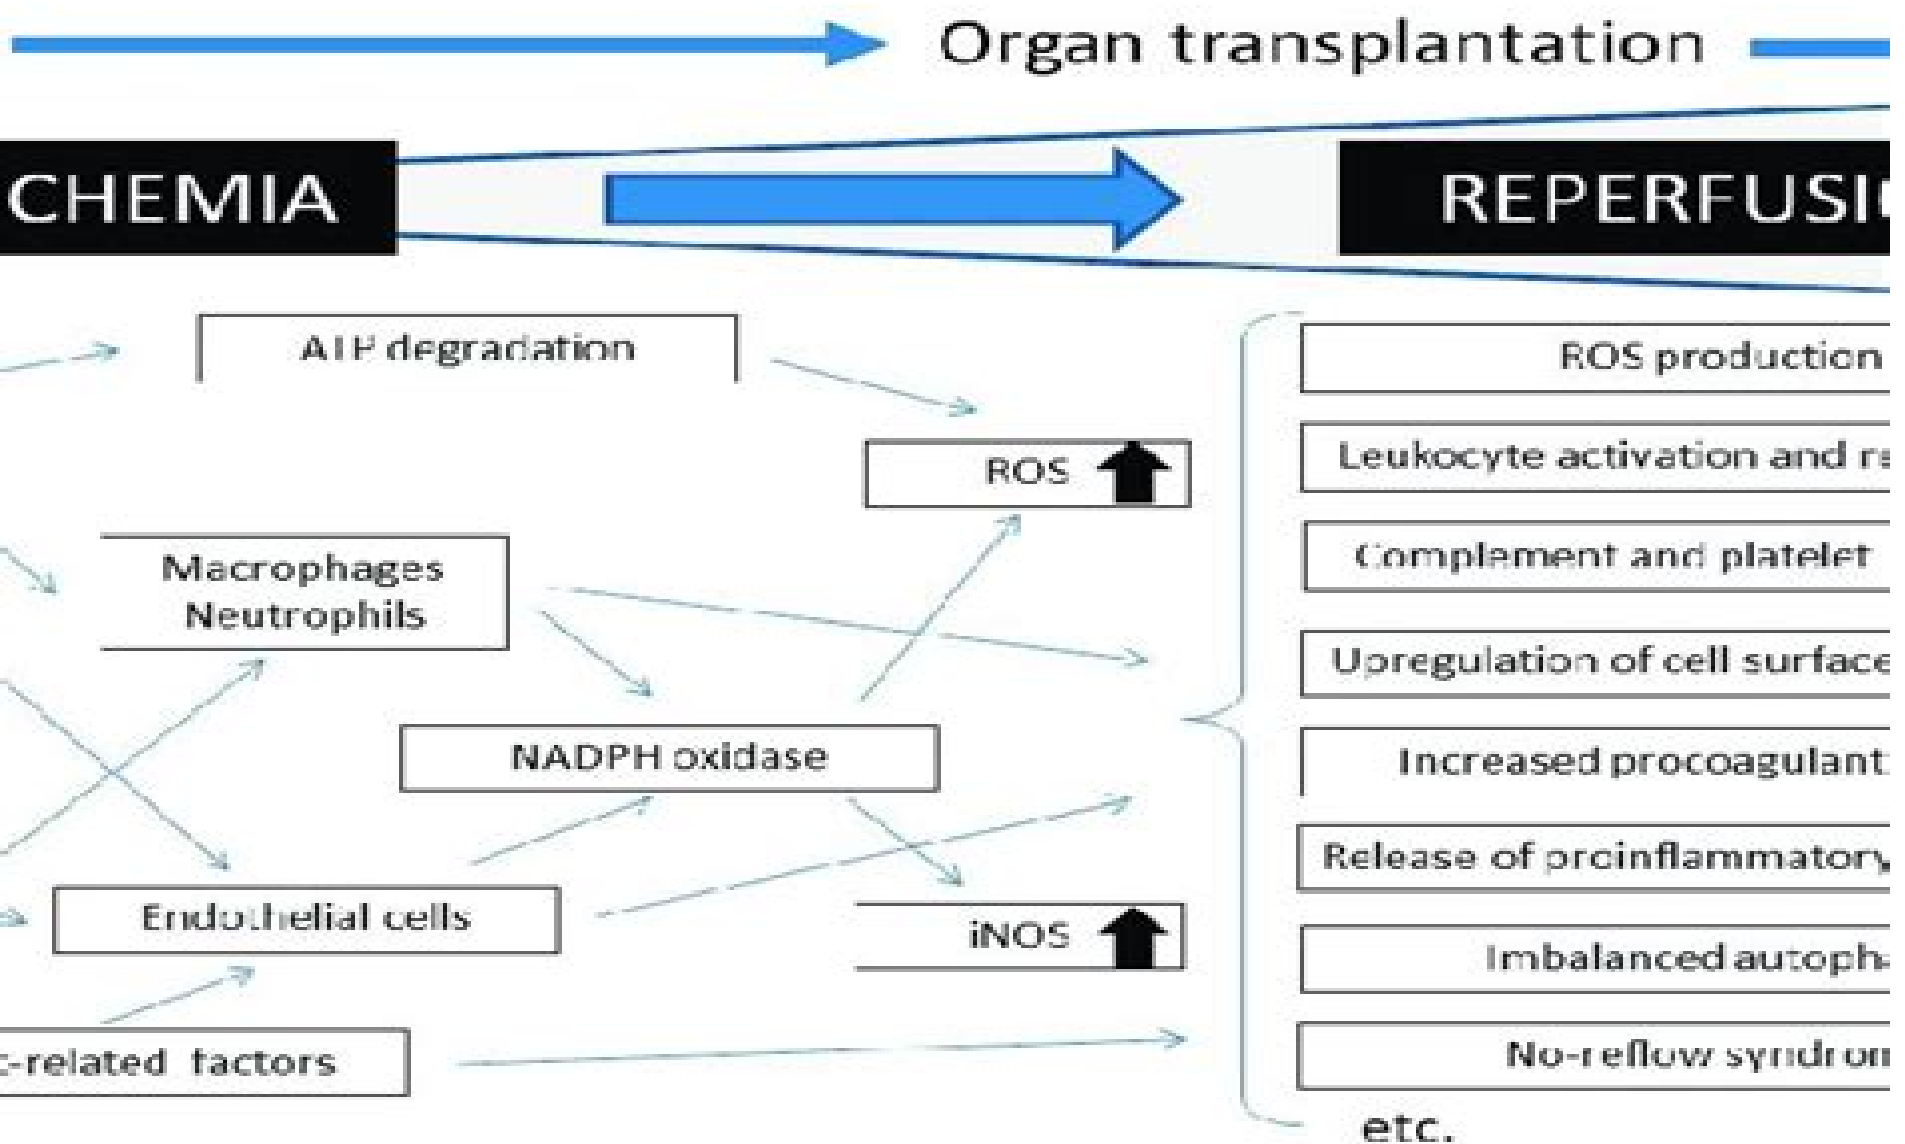 Organ transplantation
CHEMIA
REPERFUSI
ATP degradation
ROS production
ROS
Leukocyte activation and re
Macrophages
Neutrophils
Complement and platelet
Upregulation of cell surface
NADPH oxidase
Increased procoagulant
Release of proinflammatory
Endothelial cells
iNOS
Imbalanced autopha
-related factors
No-reflow syndrom
etc.